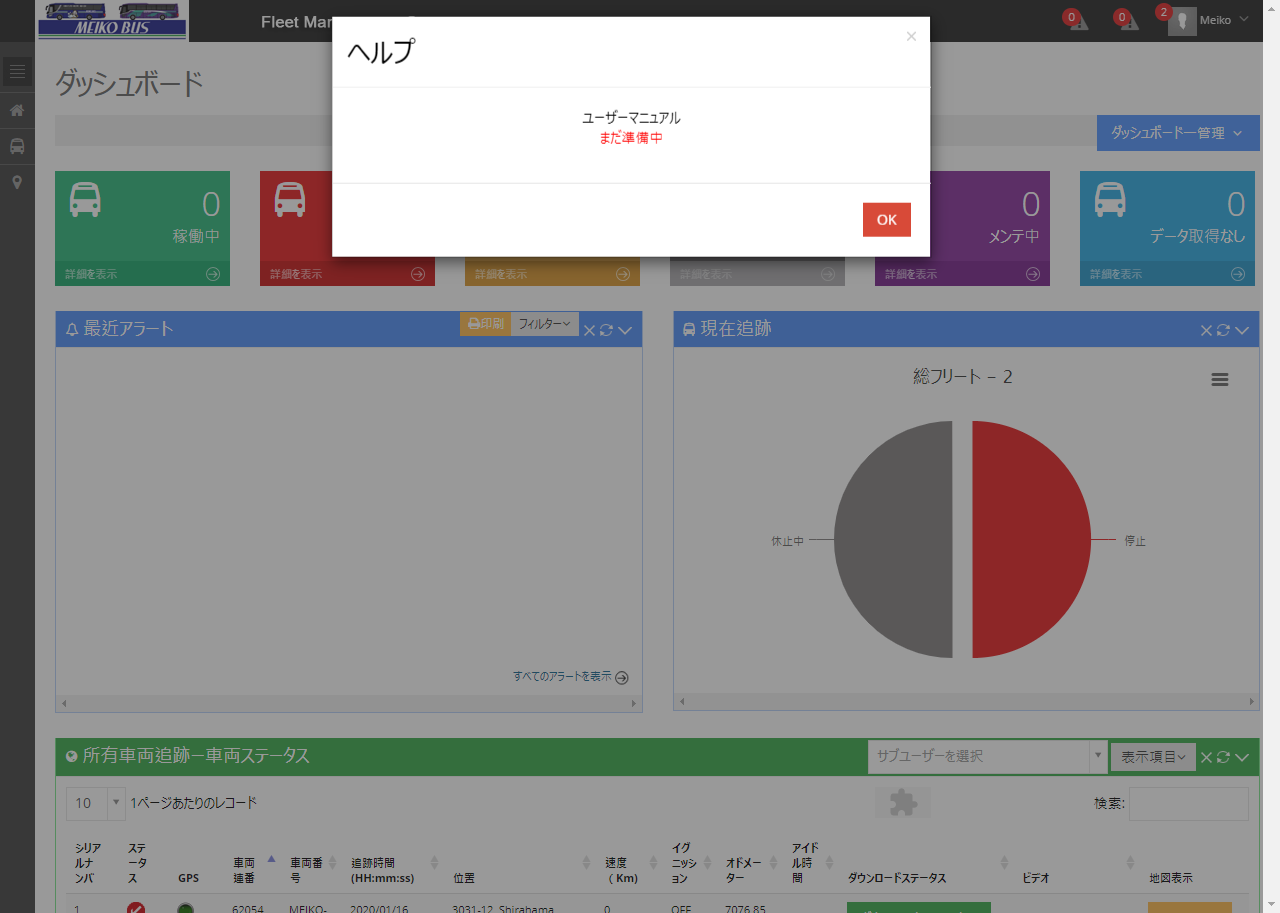 MEIKO BUS
Fleet Mar
0
0
2
Meiko
ヘルプ
×
ダッシュボード
ユーザーマニュアル
まだ準備中
ダッシュボードー管理
OK
0
稼働中
詳細を表示
詳細を表示
詳細を表示
詳細を表示
0
メンテ中
詳細を表示
0
データ取得なし
詳細を表示
最近アラート
印刷
フィルター
現在追跡
総フリート - 2
休止中
停止
すべてのアラートを表示
所有車両追跡ー車両ステータス
サブユーザーを選択
表示項目
10
1ページあたりのレコード
検索:
シリア
ルナ
ンバ
ステ
ータ
ス
GPS
車両
連番
車両番
号
追跡時間
(HH:mm:ss)
位置
速度
( Km)
イグ
ニッシ
ョン
オドメー
ター
アイド
ル時
間
ダウンロードステータス
ビデオ
地図表示
1
62054
MEIKO-
2020/01/16
3031-12, Shirahama
0
OFF
7076.85